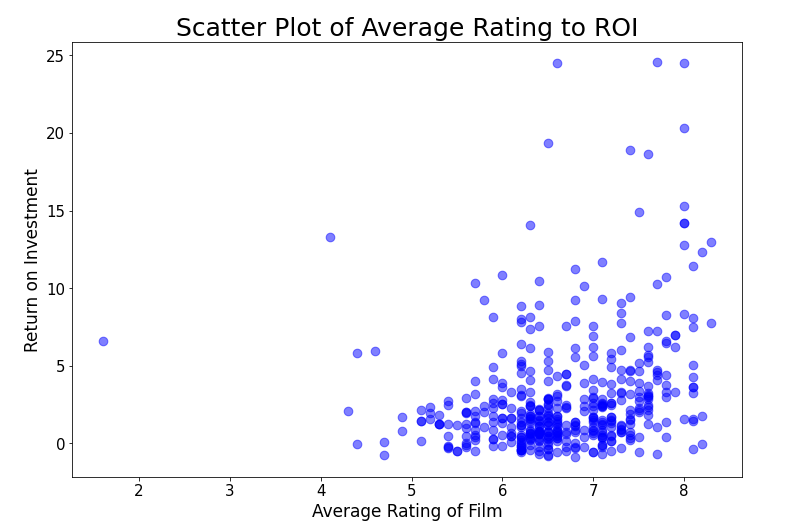 Scatter Plot of Average Rating to ROI
Return on Investment
25
20
15
10
5
0
2 3 4 5 6 7 8
Average Rating of Film